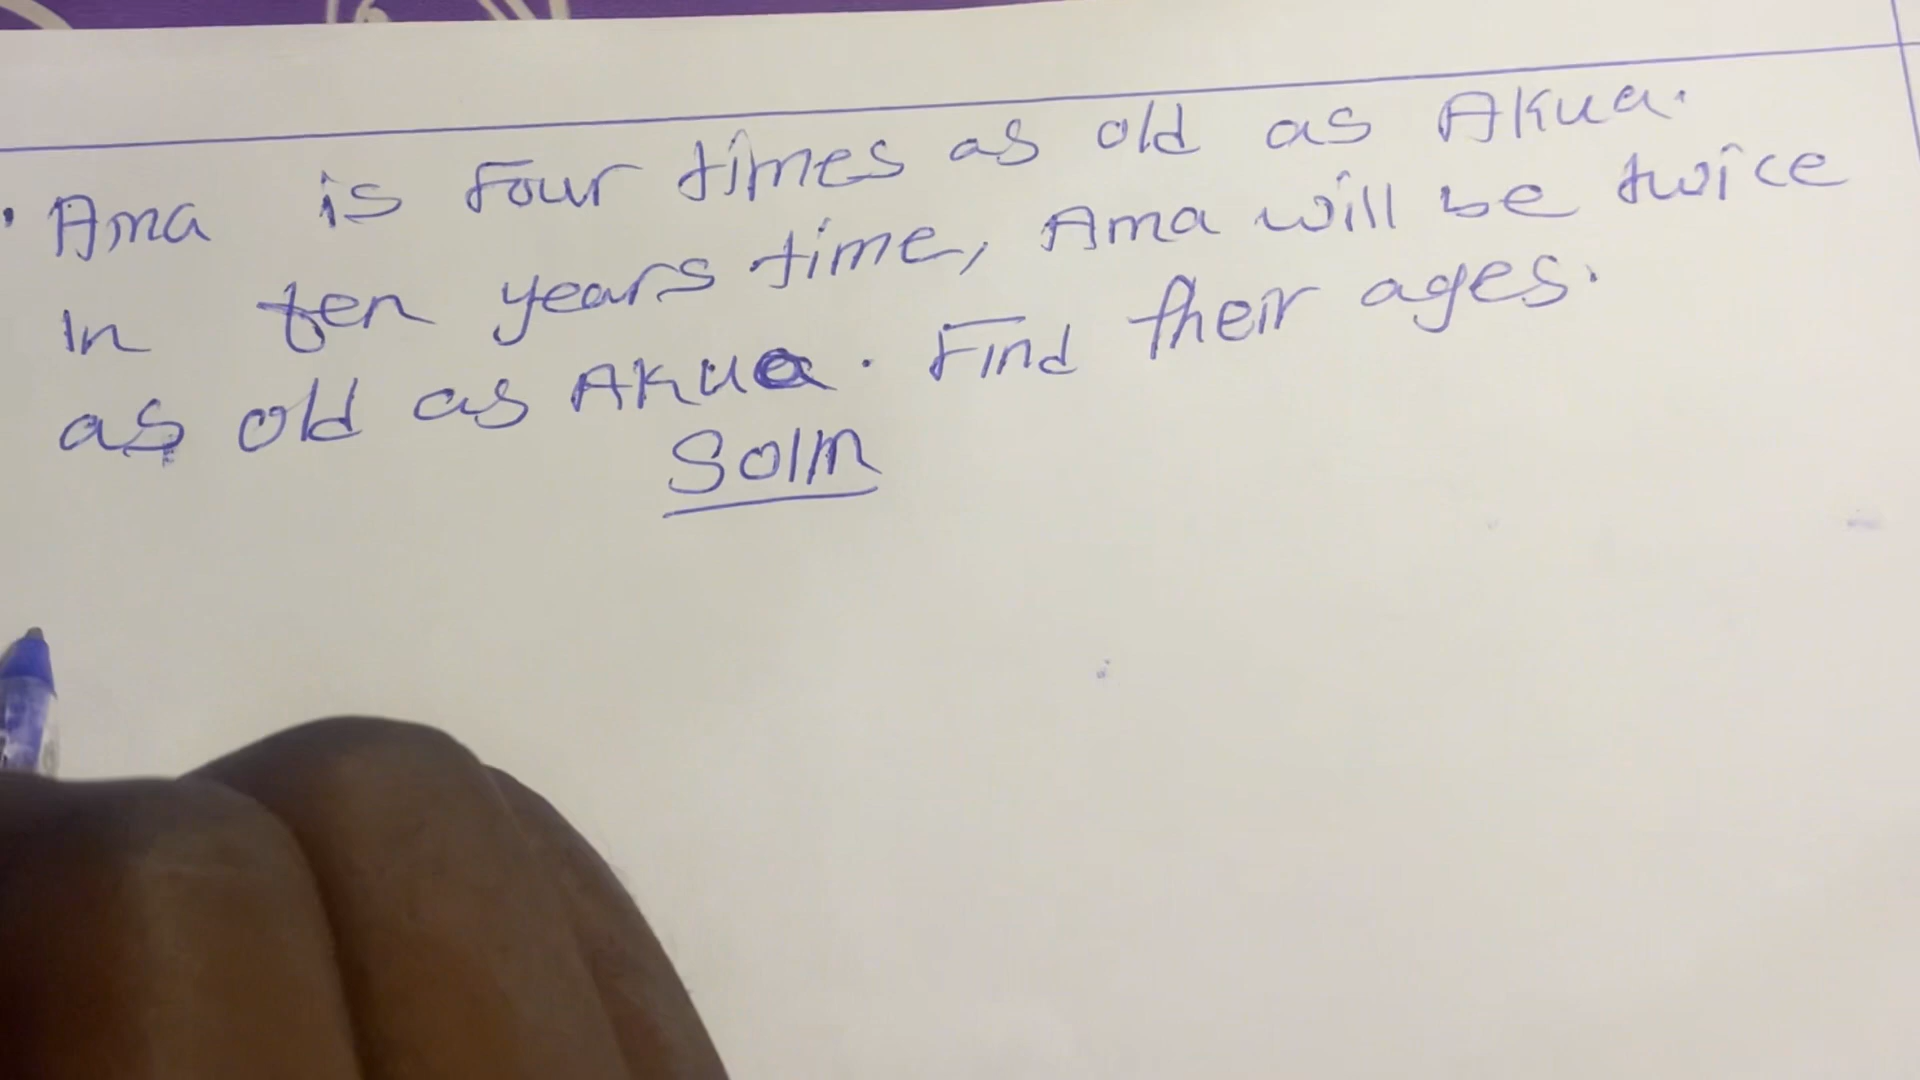 Ama is four times as old as Akua.
In ten years time, Ama will be twice
as old as Akua. Find their ages.
Soln